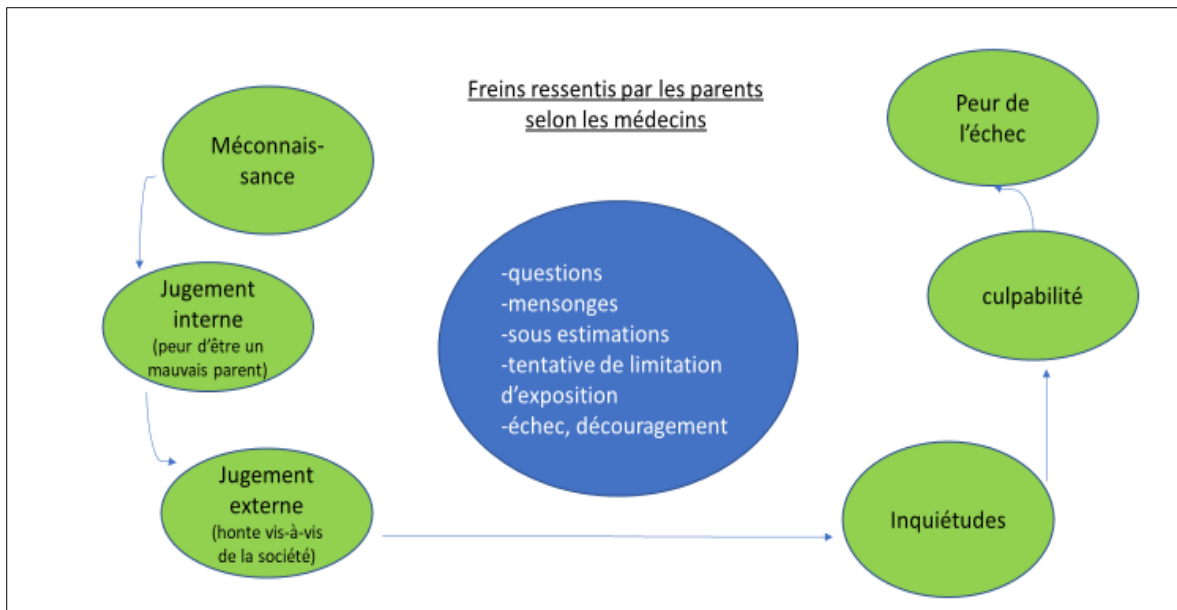 Freins ressentis par les parents
selon les médecins
Méconnais-
sance
Jugement
interne
(peur d'être un
mauvais parent)
Jugement
externe
(honte vis-à-vis
de la société)
-questions
-mensonges
-sous estimations
-tentative de limitation
d'exposition
-échec, découragement
Inquiétudes
culpabilité
Peur de
l'échec